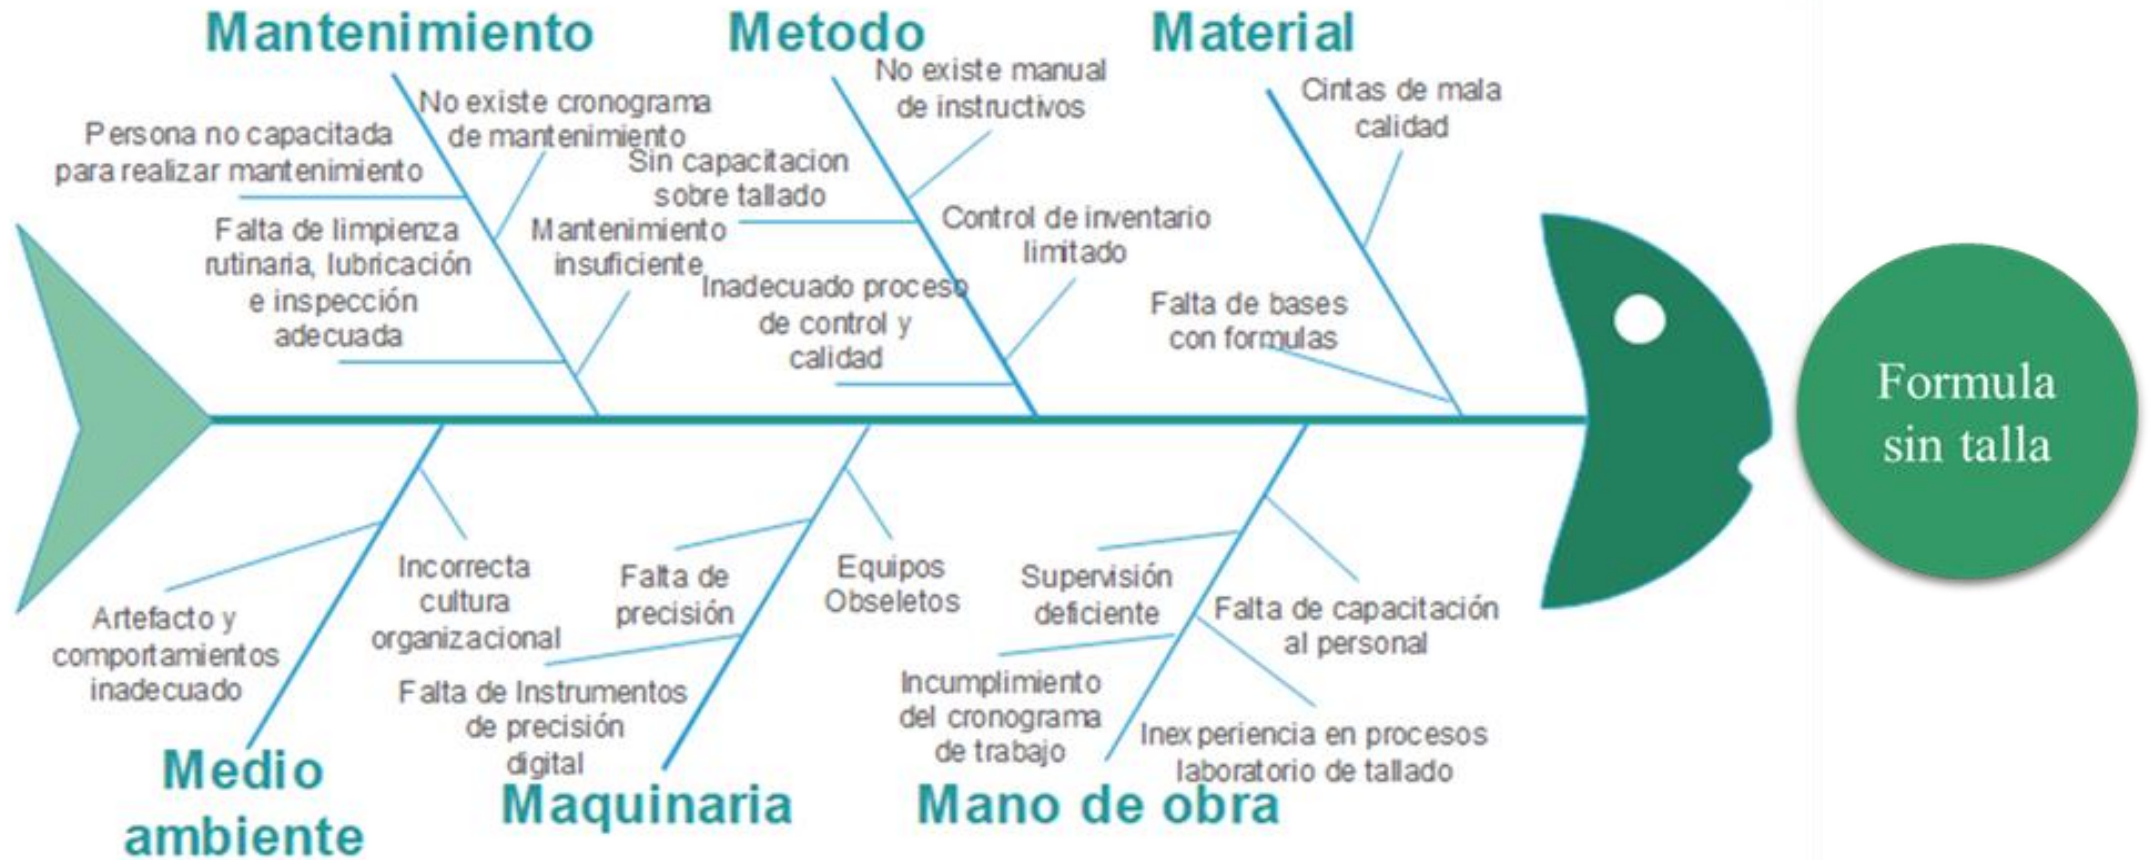 Mantenimiento
Persona no capacitada
para realizar mantenimiento
No existe cronograma
de mantenimiento
Falta de limpienza
rutinaria, lubricación
e inspección
adecuada
Mantenimiento
insuficiente
Metodo
No existe manual
de instructivos
Sin capacitacion
sobre tallado
Control de inventario
limitado
Inadecuado proceso
de control y
calidad
Material
Cintas de mala
calidad
Falta de bases
con formulas
Formula
sin talla
Artefacto y
comportamientos
inadecuado
Incorrecta
cultura
organizacional
Medio
ambiente
Falta de
precisión
Equipos
Obseletos
Falta de Instrumentos
de precisión
digital
Maquinaria
Supervisión
deficiente
Falta de capacitación
al personal
Incumplimiento
del cronograma
de trabajo
Inexperiencia en procesos
laboratorio de tallado
Mano de obra